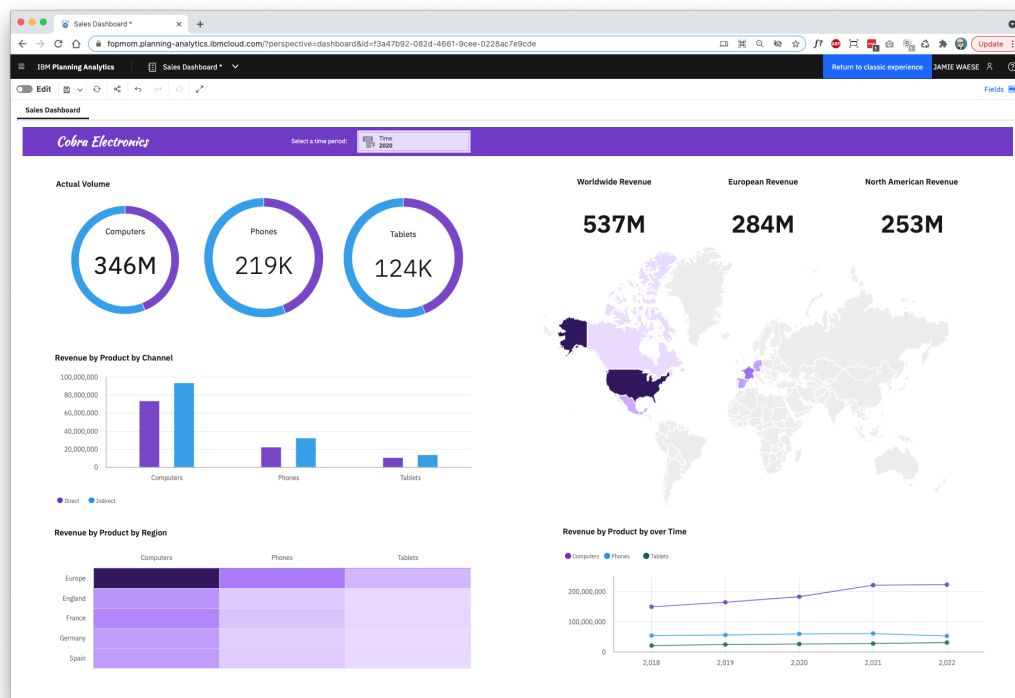 Sales Dashboard *
fopmom.planning-analytics.ibmcloud.com/?perspective=dashboard&id=f3a47b92-082d-4661-9cee-0228ac7e9cde
Update
IBM Planning Analytics
Sales Dashboard *
Return to classic experience
JAMIE WAESE
Edit
Fields
Sales Dashboard
Cobra Electronics
Select a time period:
Time
2020
Actual Volume
Computers
346M
Phones
219K
Tablets
124K
Worldwide Revenue
European Revenue
North American Revenue
537M
284M
253M
Revenue by Product by Channel
100,000,000
80,000,000
60,000,000
40,000,000
20,000,000
0
Computers
Phones
Tablets
Direct
Indirect
Revenue by Product by Region
Computers
Phones
Tablets
Europe
England
France
Germany
Spain
Revenue by Product by over Time
Computers
Phones
Tablets
200,000,000
100,000,000
0
2,018
2,019
2,020
2,021
2,022